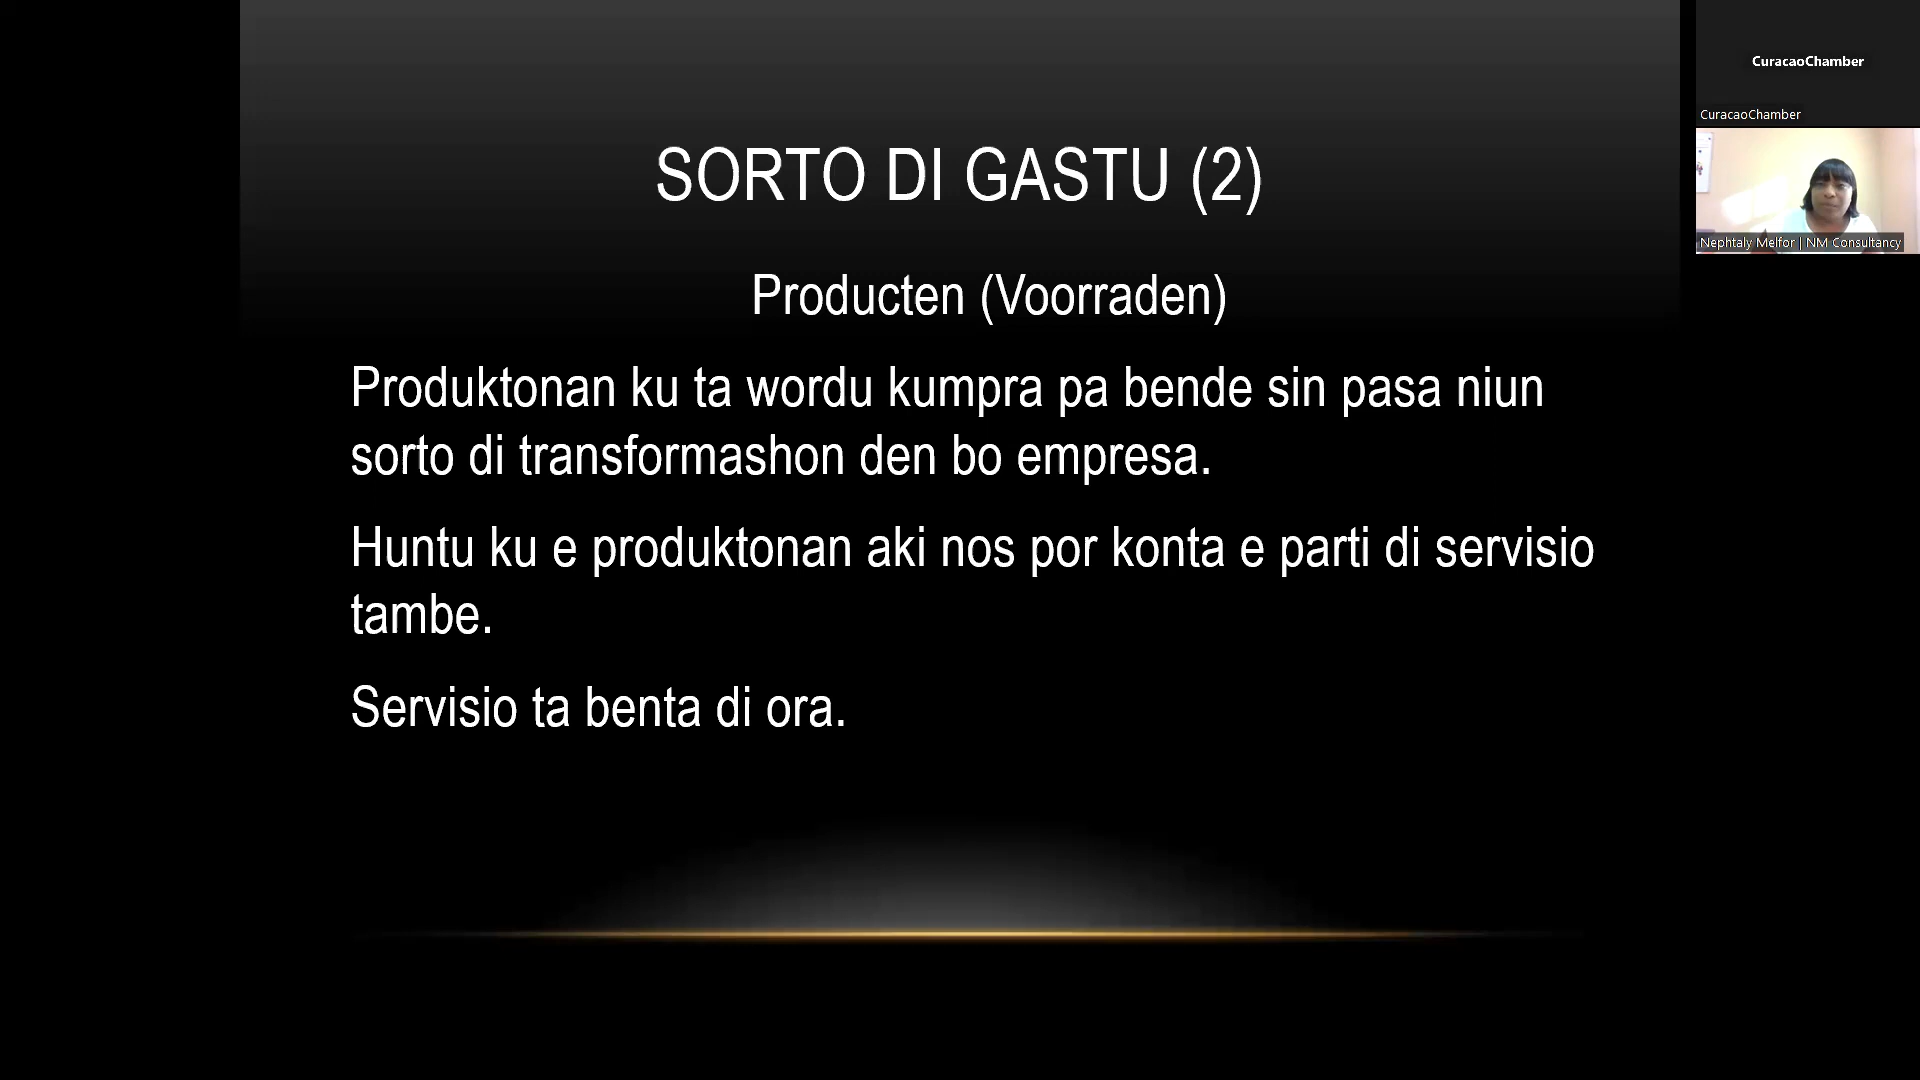 SORTO DI GASTU (2)
Producten (Voorraden)
Produktonan ku ta wordu kumpra pa bende sin pasa niun
sorto di transformashon den bo empresa.
Huntu ku e produktonan aki nos por konta e parti di servisio
tambe.
Servisio ta benta di ora.
CuracaoChamber
CuracaoChamber
Nephtaly Melfor | NM Consultancy